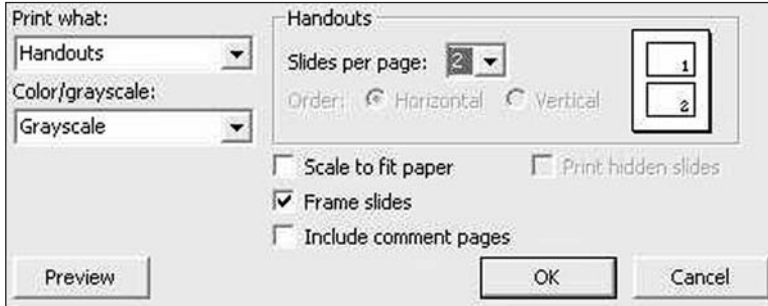 Print what:
Handouts
Color/grayscale:
Grayscale
Handouts
Slides per page: 2
Order: Horizontal Vertical
1
2
Scale to fit paper Print hidden slides
Frame slides
Include comment pages
Preview OK Cancel